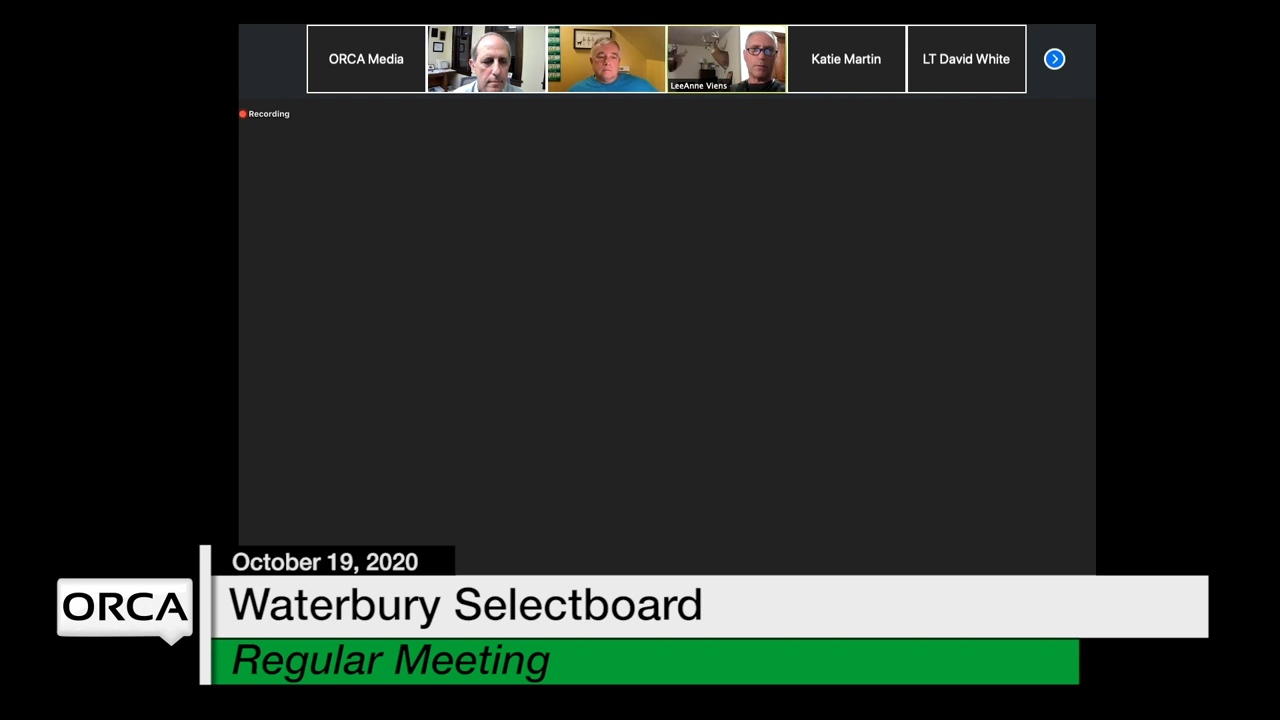 ORCA Media
LeeAnne Viens
Katie Martin
LT David White
Recording
October 19, 2020
ORCA
Waterbury Selectboard
Regular Meeting